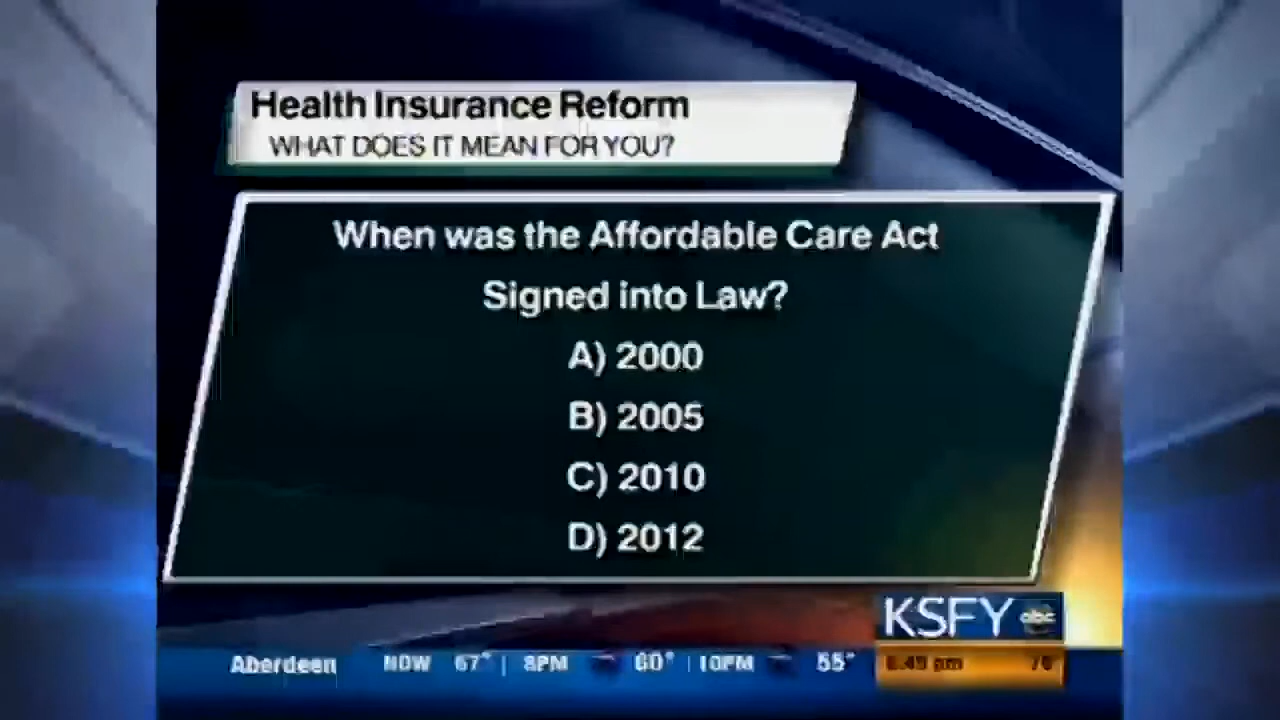 Health Insurance Reform
WHAT DOES IT MEAN FOR YOU?
When was the Affordable Care Act
Signed into Law?
A) 2000
B) 2005
C) 2010
D) 2012
KSFY abc
Aberdeen NOW 67° | 8PM 60° | 10PM 55°